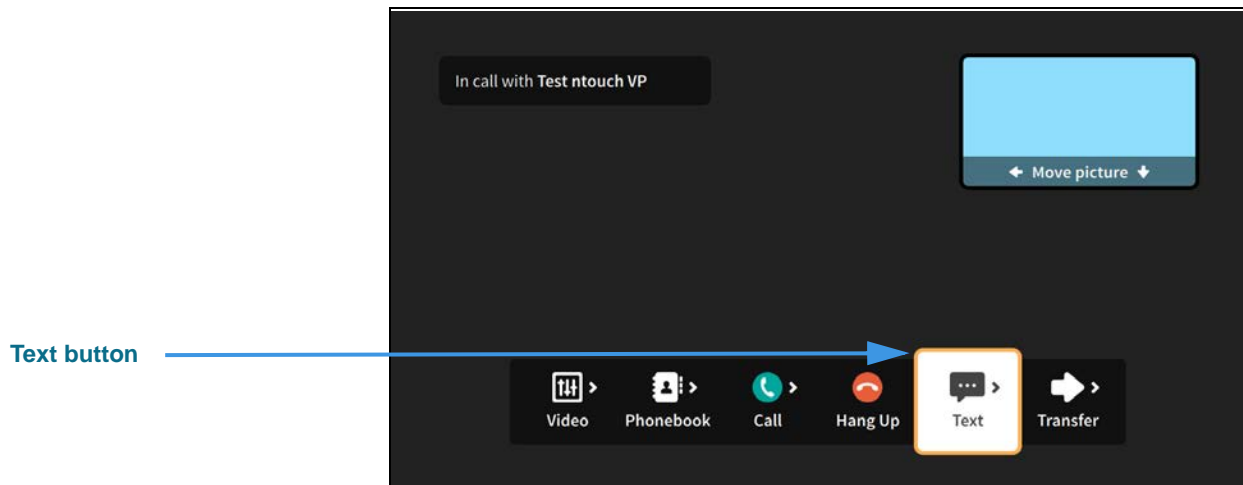 In call with Test ntouch VP
Move picture
Text button
Video Phonebook Call Hang Up Text Transfer